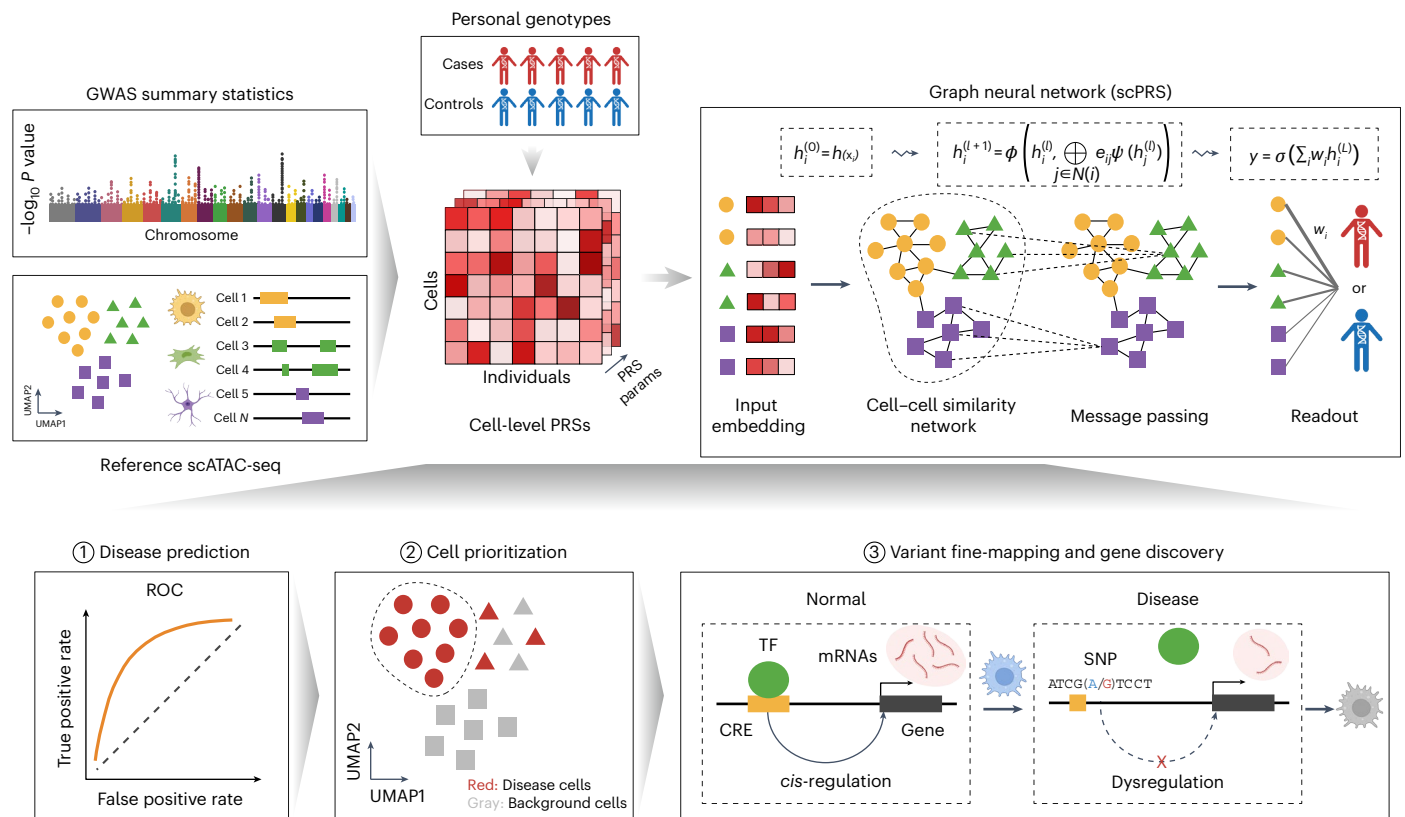 Personal genotypes
Cases
Controls
GWAS summary statistics
–log10 P value
Chromosome
Cell 1
Cell 2
Cell 3
Cell 4
Cell 5
Cell N
UMAP2
UMAP1
Reference scATAC-seq
Cells
Individuals
PRS
params
Cell-level PRSs
Graph neural network (scPRS)
h_i^(0) = h(x_i)
h_i^(l + 1) = ϕ ( h_i^(l), ⊕ e_ij ψ (h_j^(l)) )
j∈N(i)
y = σ (∑_i w_i h_i^(L))
w_i
or
Input
embedding
Cell–cell similarity
network
Message passing
Readout
1 Disease prediction
ROC
True positive rate
False positive rate
2 Cell prioritization
UMAP2
UMAP1
Red: Disease cells
Gray: Background cells
3 Variant fine-mapping and gene discovery
Normal
TF
mRNAs
CRE
Gene
cis-regulation
Disease
SNP
ATCG(A/G)TCCT
X
Dysregulation